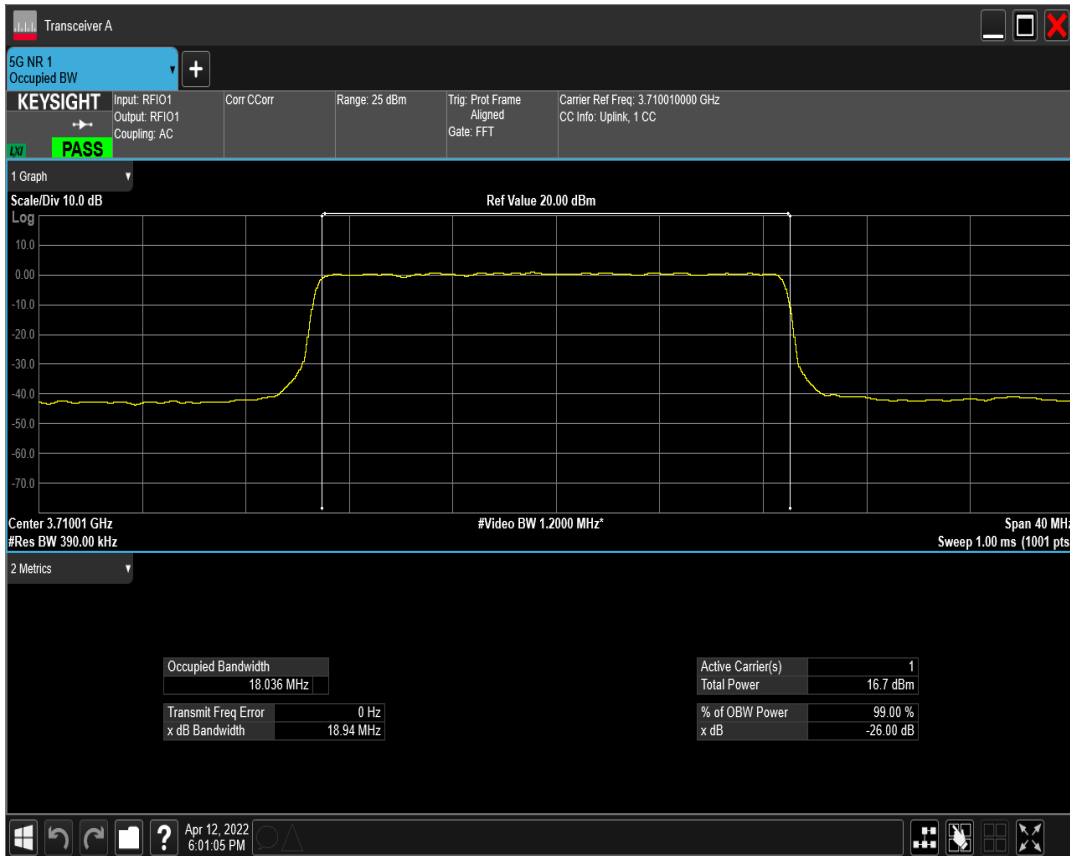 Transceiver A
5G NR 1
Occupied BW
+
KEYSIGHT
LXI
PASS
Input: RFIO1
Output: RFIO1
Coupling: AC
Corr CCorr
Range: 25 dBm
Trig: Prot Frame
Aligned
Gate: FFT
Carrier Ref Freq: 3.710010000 GHz
CC Info: Uplink, 1 CC
1 Graph
Scale/Div 10.0 dB
Ref Value 20.00 dBm
Log
10.0
0.00
-10.0
-20.0
-30.0
-40.0
-50.0
-60.0
-70.0
Center 3.71001 GHz
#Video BW 1.2000 MHz*
Span 40 MHz
#Res BW 390.00 kHz
Sweep 1.00 ms (1001 pts
2 Metrics
Occupied Bandwidth
18.036 MHz
Transmit Freq Error 0 Hz
x dB Bandwidth 18.94 MHz
Active Carrier(s) 1
Total Power 16.7 dBm
% of OBW Power 99.00 %
x dB -26.00 dB
?
Apr 12, 2022
6:01:05 PM